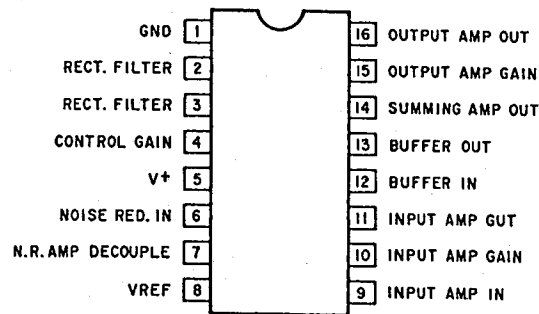 GND 1
RECT. FILTER 2
RECT. FILTER 3
CONTROL GAIN 4
V+ 5
NOISE RED. IN 6
N.R. AMP DECOUPLE 7
VREF 8
16 OUTPUT AMP OUT
15 OUTPUT AMP GAIN
14 SUMMING AMP OUT
13 BUFFER OUT
12 BUFFER IN
11 INPUT AMP GUT
10 INPUT AMP GAIN
9 INPUT AMP IN